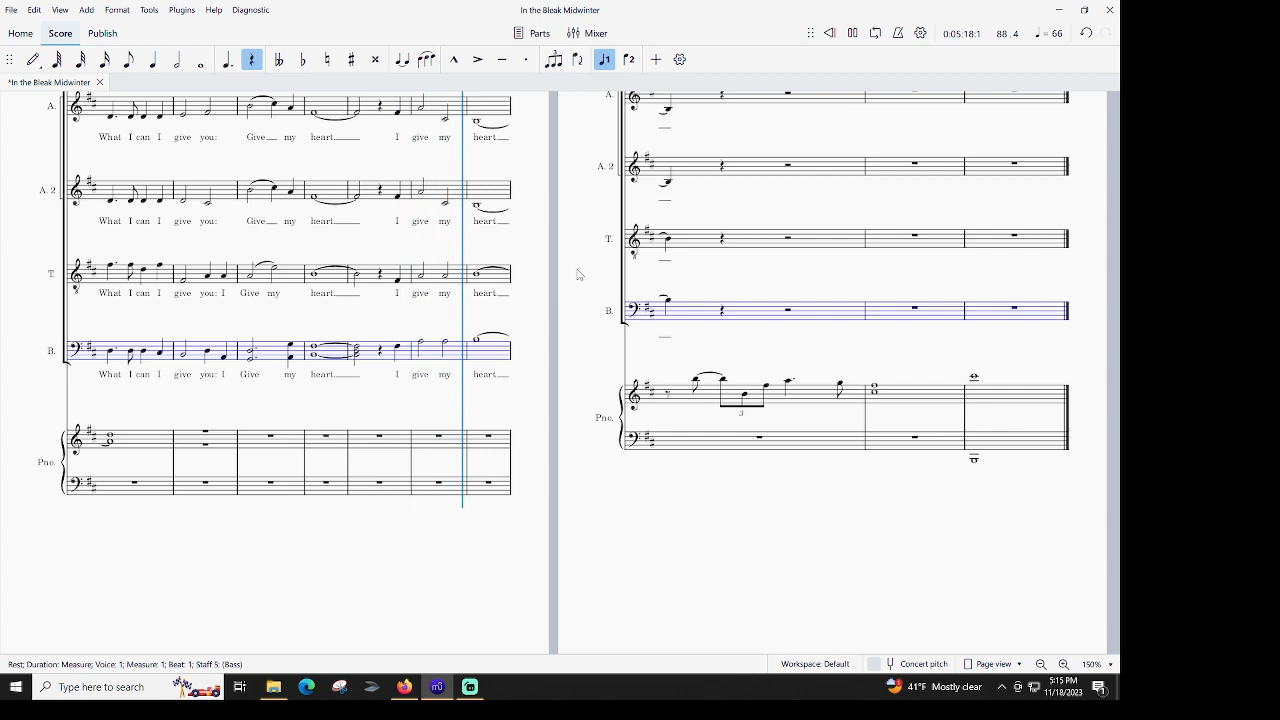 File Edit View Add Format Tools Plugins Help Diagnostic In the Bleak Midwinter
Home Score Publish Parts Mixer 0:05:18:1 88 . 4 = 66
1 2
*In the Bleak Midwinter
A.
What I can I give you: Give my heart. I give my heart
A. 2
What I can I give you: Give my heart. I give my heart
T.
8
What I can I give you: I Give my heart. I give my heart
B.
What I can I give you: I Give my heart. I give my heart
Pno.
A.
A. 2
T.
8
B.
3
Pno.
Rest; Duration: Measure; Voice: 1; Measure: 1; Beat: 1; Staff 5: (Bass) Workspace: Default Concert pitch Page view 150%
Type here to search 41°F Mostly clear 5:15 PM
11/18/2023